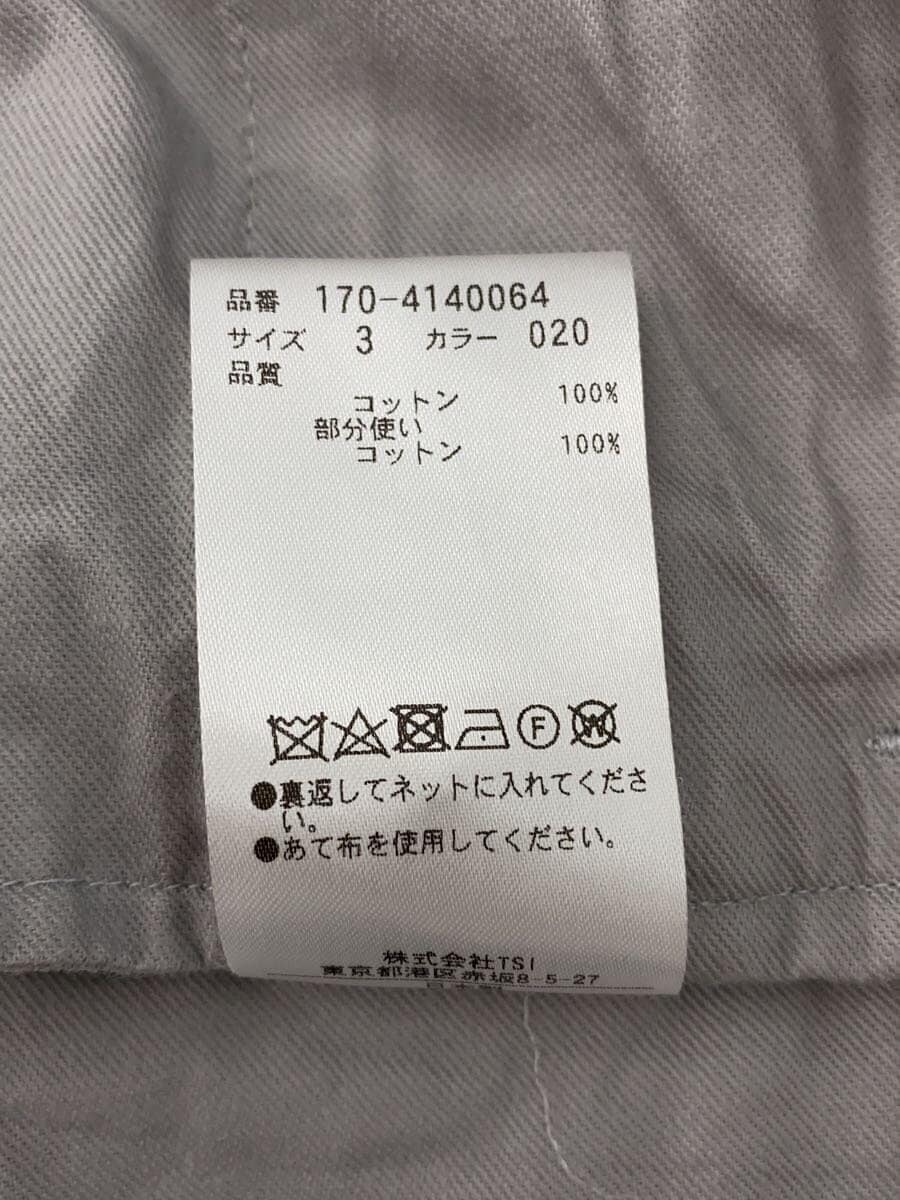 品番 170-4140064
サイズ 3 カラー 020
品質
コットン 100%
部分使い
コットン 100%
F W
●裏返してネットに入れてくださ
い。
●あて布を使用してください。
株式会社TSI
東京都港区赤坂8-5-27